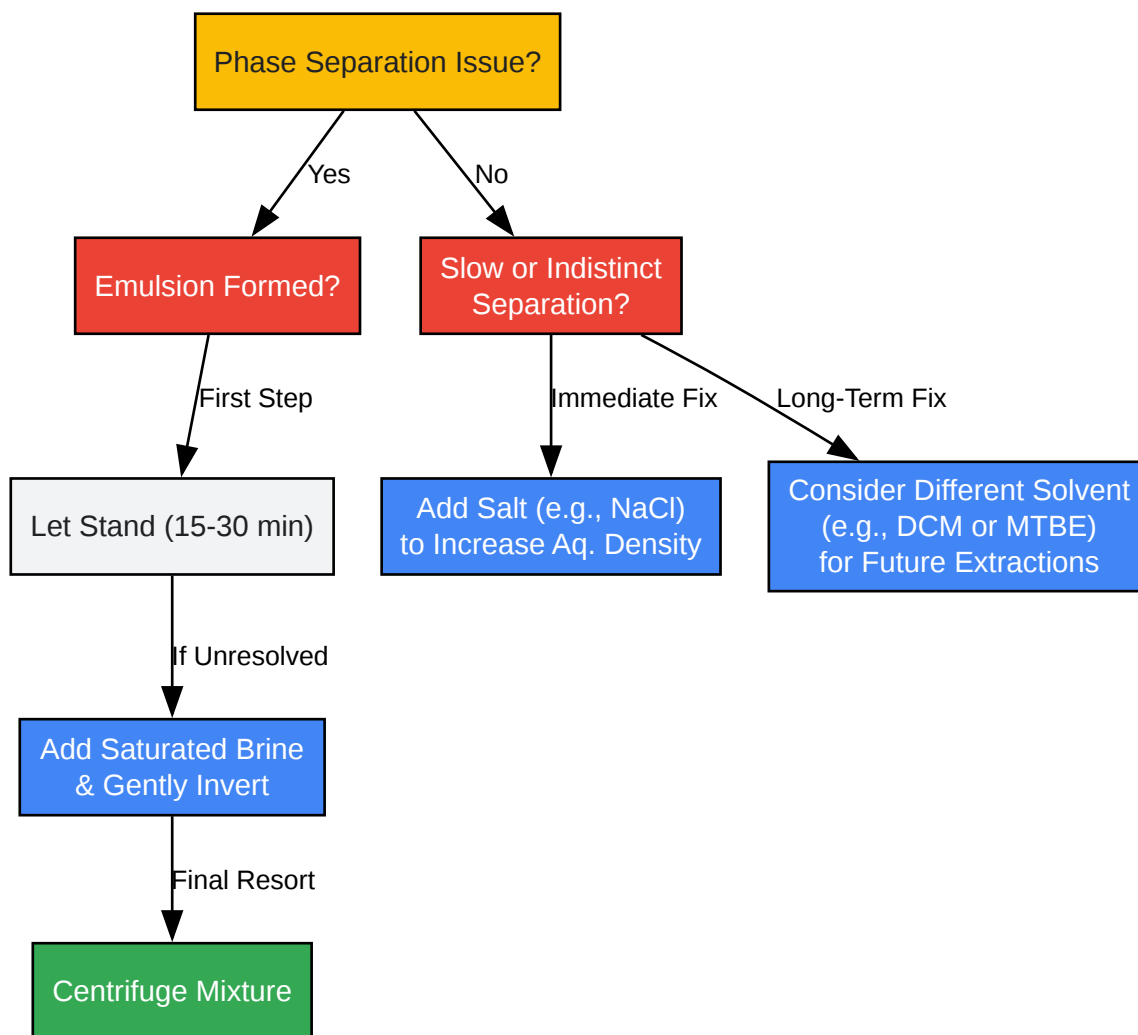 Phase Separation Issue?
Yes
No
Emulsion Formed?
Slow or Indistinct
Separation?
First Step
Immediate Fix
Long-Term Fix
Let Stand (15-30 min)
Add Salt (e.g., NaCl)
to Increase Aq. Density
Consider Different Solvent
(e.g., DCM or MTBE)
for Future Extractions
If Unresolved
Add Saturated Brine
& Gently Invert
Final Resort
Centrifuge Mixture